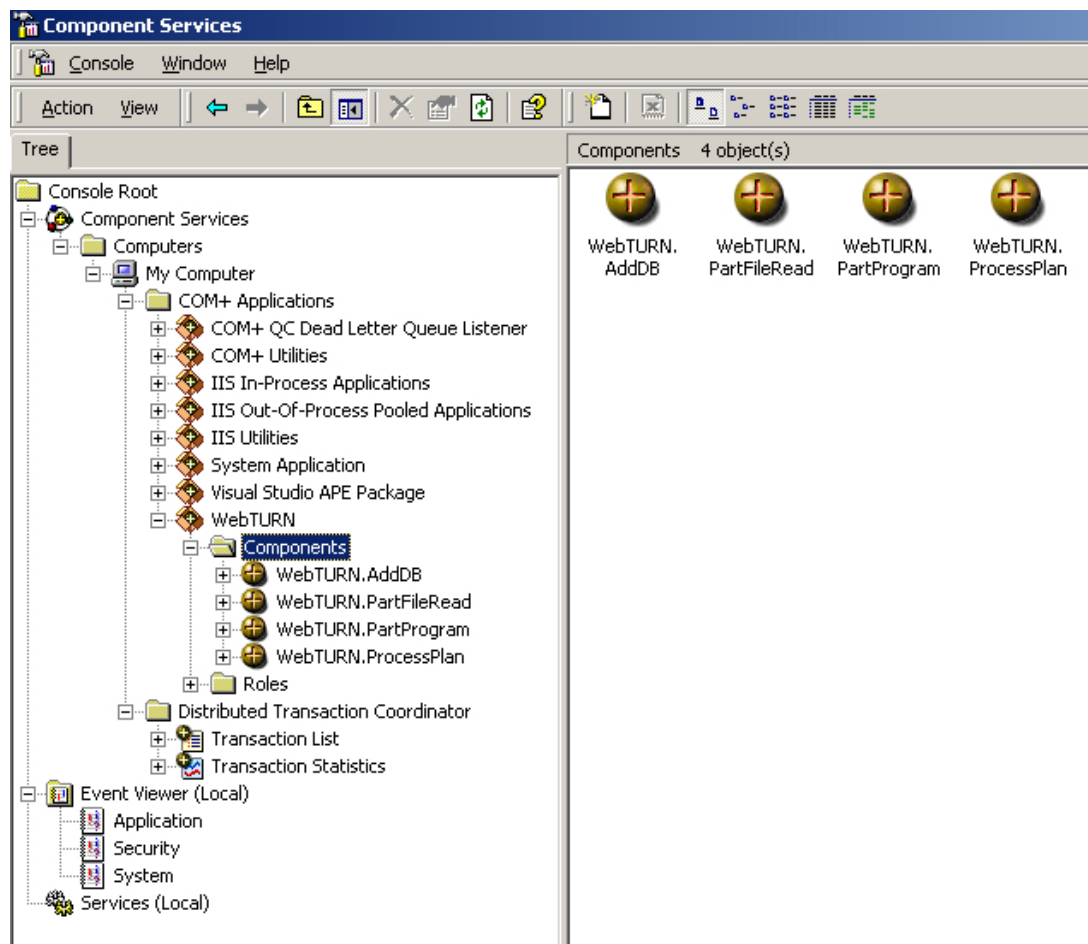 Component Services
Console Window Help
Action View
Tree
Components 4 object(s)
Console Root
Component Services
Computers
My Computer
COM+ Applications
COM+ QC Dead Letter Queue Listener
COM+ Utilities
IIS In-Process Applications
IIS Out-Of-Process Pooled Applications
IIS Utilities
System Application
Visual Studio APE Package
WebTURN
Components
WebTURN.AddDB
WebTURN.PartFileRead
WebTURN.PartProgram
WebTURN.ProcessPlan
Roles
Distributed Transaction Coordinator
Transaction List
Transaction Statistics
Event Viewer (Local)
Application
Security
System
Services (Local)
WebTURN.
AddDB
WebTURN.
PartFileRead
WebTURN.
PartProgram
WebTURN.
ProcessPlan